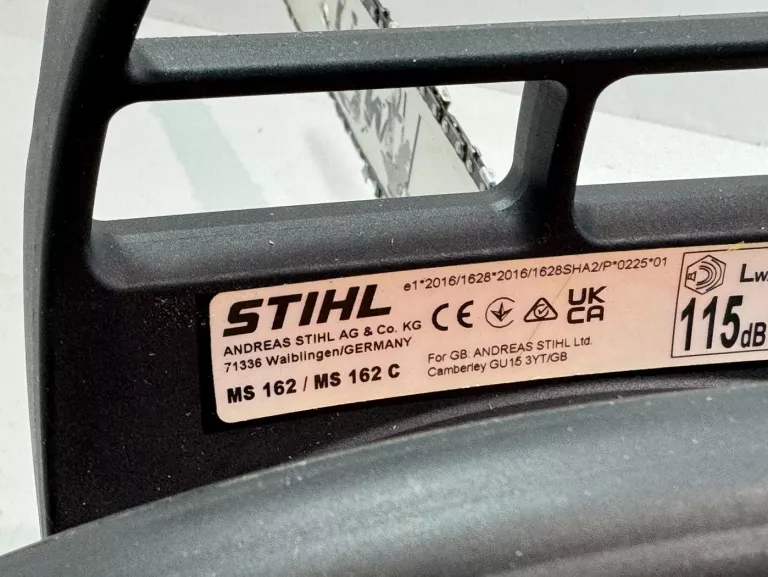 e1*2016/1628*2016/1628SHA2/P*0225*01
STIHL
CE
UK
CA
ANDREAS STIHL AG & Co. KG
71336 Waiblingen/GERMANY
MS 162 / MS 162 C
For GB: ANDREAS STIHL Ltd.
Camberley GU15 3YT/GB
115dB